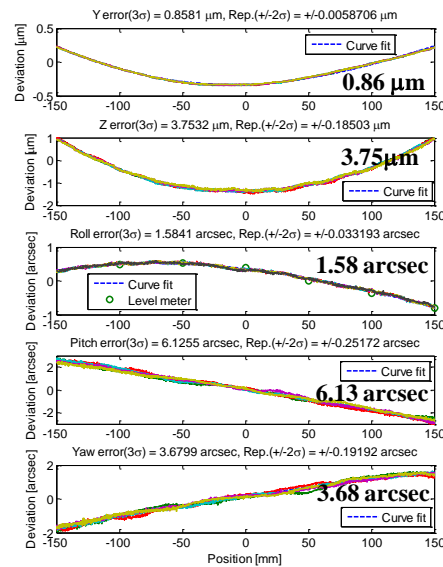 Y error(3σ) = 0.8581 μm, Rep.(+/-2σ) = +/-0.0058706 μm
Deviation [μm]
0.5
0
-0.5
Curve fit
0.86 μm
-150 -100 -50 0 50 100 150
Z error(3σ) = 3.7532 μm, Rep.(+/-2σ) = +/-0.18503 μm
Deviation [μm]
1
0
-1
-2
3.75μm
Curve fit
-150 -100 -50 0 50 100 150
Roll error(3σ) = 1.5841 arcsec, Rep.(+/-2σ) = +/-0.033193 arcsec
Deviation [arcsec]
1
0
-1
1.58 arcsec
Curve fit
Level meter
-150 -100 -50 0 50 100 150
Pitch error(3σ) = 6.1255 arcsec, Rep.(+/-2σ) = +/-0.25172 arcsec
Deviation [arcsec]
2
0
-2
Curve fit
6.13 arcsec
-150 -100 -50 0 50 100 150
Yaw error(3σ) = 3.6799 arcsec, Rep.(+/-2σ) = +/-0.19192 arcsec
Deviation [arcsec]
2
0
-2
3.68 arcsec
Curve fit
-150 -100 -50 0 50 100 150
Position [mm]